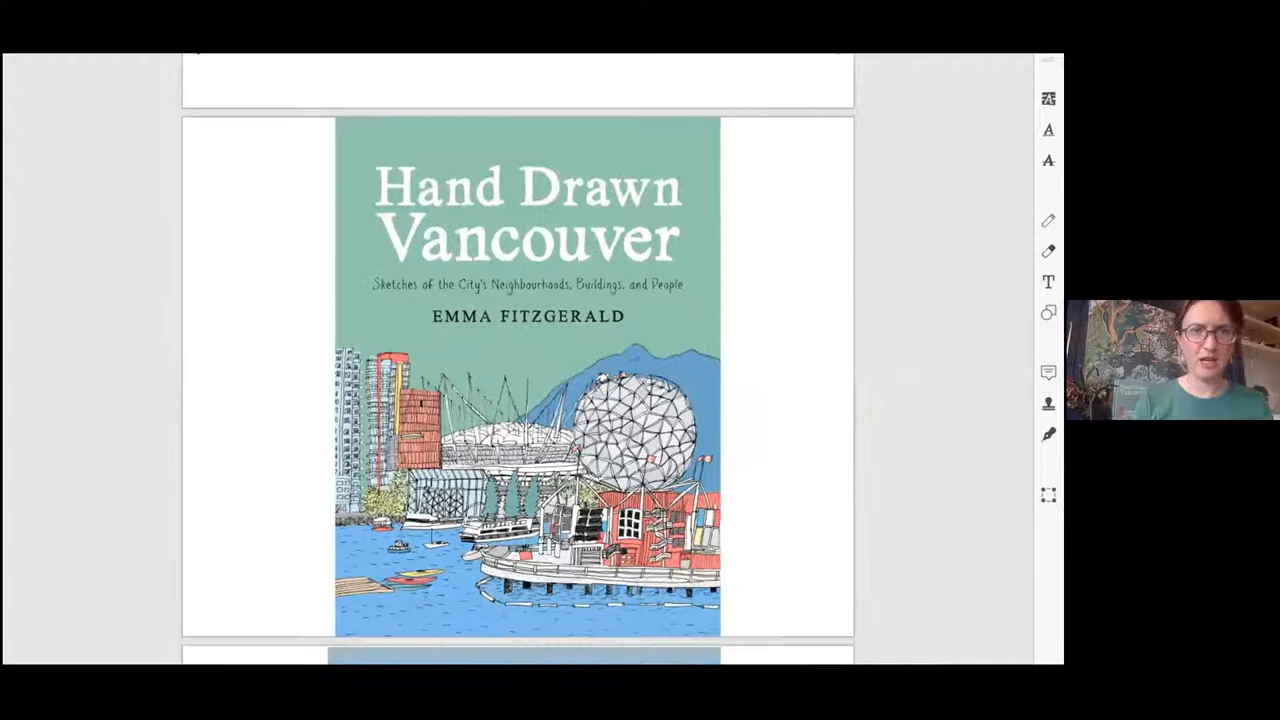 Hand Drawn
Vancouver
Sketches of the City's Neighbourhoods, Buildings, and People
EMMA FITZGERALD